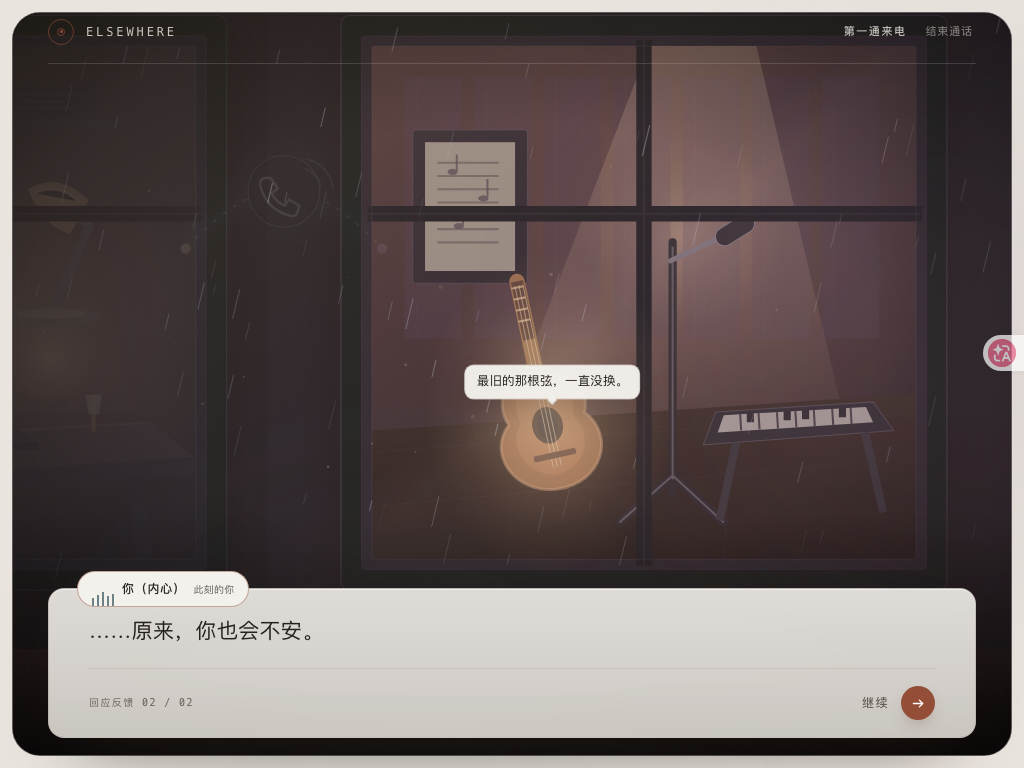 ELSEWHERE
第一通来电
结束通话
最旧的那根弦，一直没换。
你（内心） 此刻的你
……原来，你也会不安。
回应反馈 02 / 02
继续